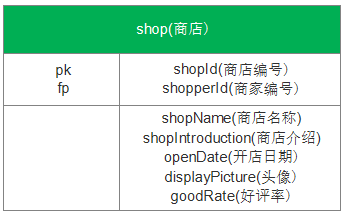 shop(商店)
pk shopId(商店编号)
fp shopperId(商家编号)
shopName(商店名称)
shopIntroduction(商店介绍)
openDate(开店日期)
displayPicture(头像)
goodRate(好评率)